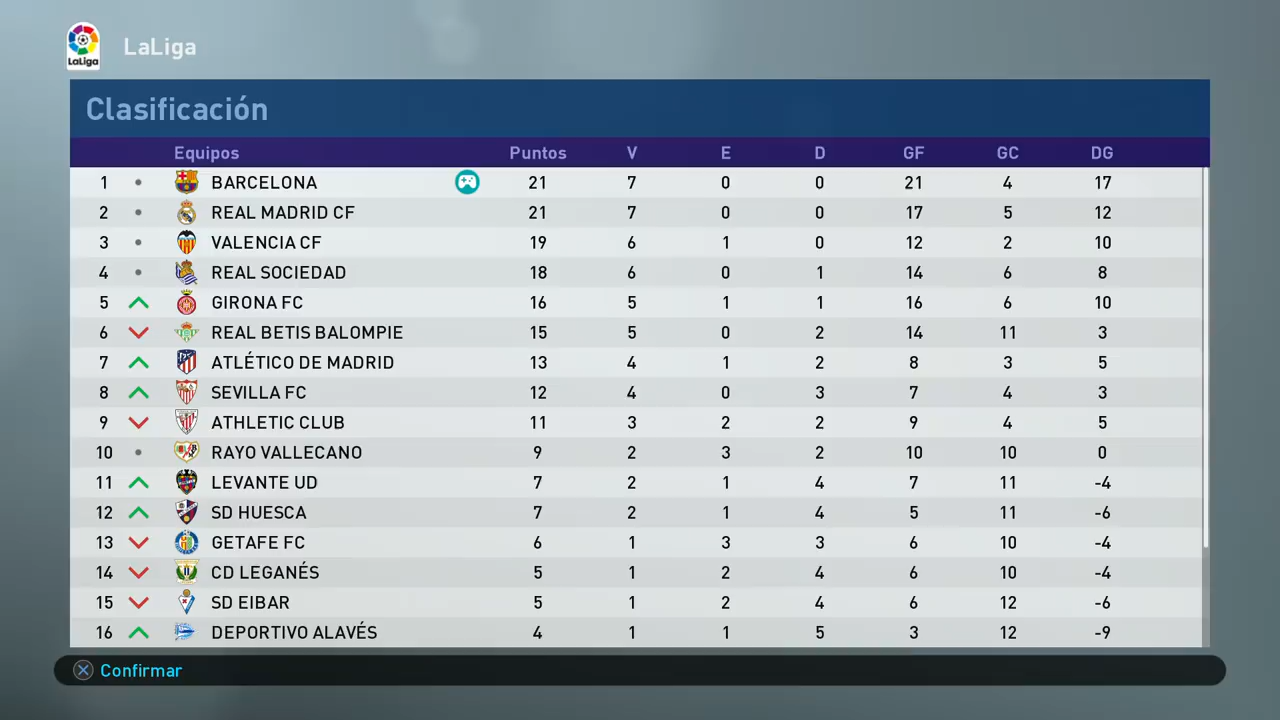 LaLiga
LaLiga
Clasificación
Equipos Puntos V E D GF GC DG
1 BARCELONA 21 7 0 0 21 4 17
2 REAL MADRID CF 21 7 0 0 17 5 12
3 VALENCIA CF 19 6 1 0 12 2 10
4 REAL SOCIEDAD 18 6 0 1 14 6 8
5 GIRONA FC 16 5 1 1 16 6 10
6 REAL BETIS BALOMPIE 15 5 0 2 14 11 3
7 ATLÉTICO DE MADRID 13 4 1 2 8 3 5
8 SEVILLA FC 12 4 0 3 7 4 3
9 ATHLETIC CLUB 11 3 2 2 9 4 5
10 RAYO VALLECANO 9 2 3 2 10 10 0
11 LEVANTE UD 7 2 1 4 7 11 -4
12 SD HUESCA 7 2 1 4 5 11 -6
13 GETAFE FC 6 1 3 3 6 10 -4
14 CD LEGANÉS 5 1 2 4 6 10 -4
15 SD EIBAR 5 1 2 4 6 12 -6
16 DEPORTIVO ALAVÉS 4 1 1 5 3 12 -9
Confirmar